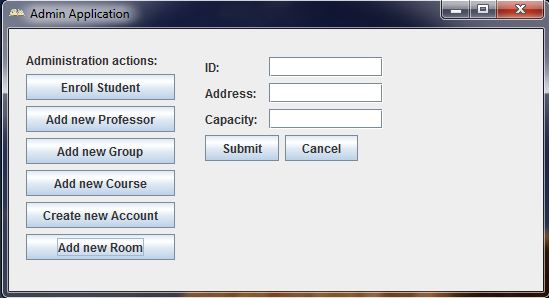 Admin Application
Administration actions:
Enroll Student
Add new Professor
Add new Group
Add new Course
Create new Account
Add new Room
ID:
Address:
Capacity:
Submit Cancel